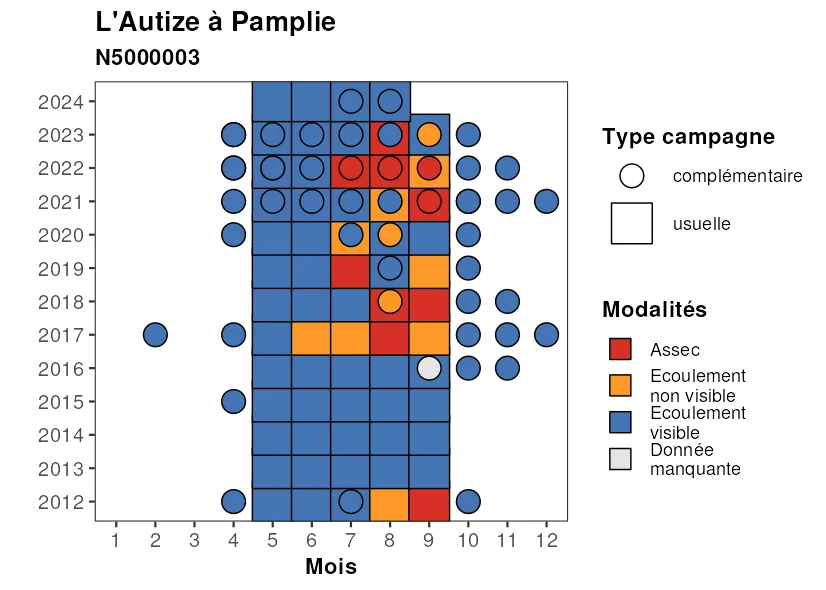 L'Autize à Pamplie
N5000003
2024
2023
2022
2021
2020
2019
2018
2017
2016
2015
2014
2013
2012
1 2 3 4 5 6 7 8 9 10 11 12
Mois
Type campagne
complémentaire
usuelle
Modalités
Assec
Ecoulement
non visible
Ecoulement
visible
Donnée
manquante